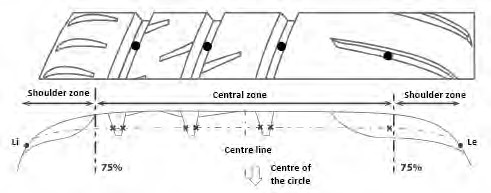 Shoulder zone Central zone Shoulder zone
Li Le
Centre line
75% 75%
Centre of
the circle